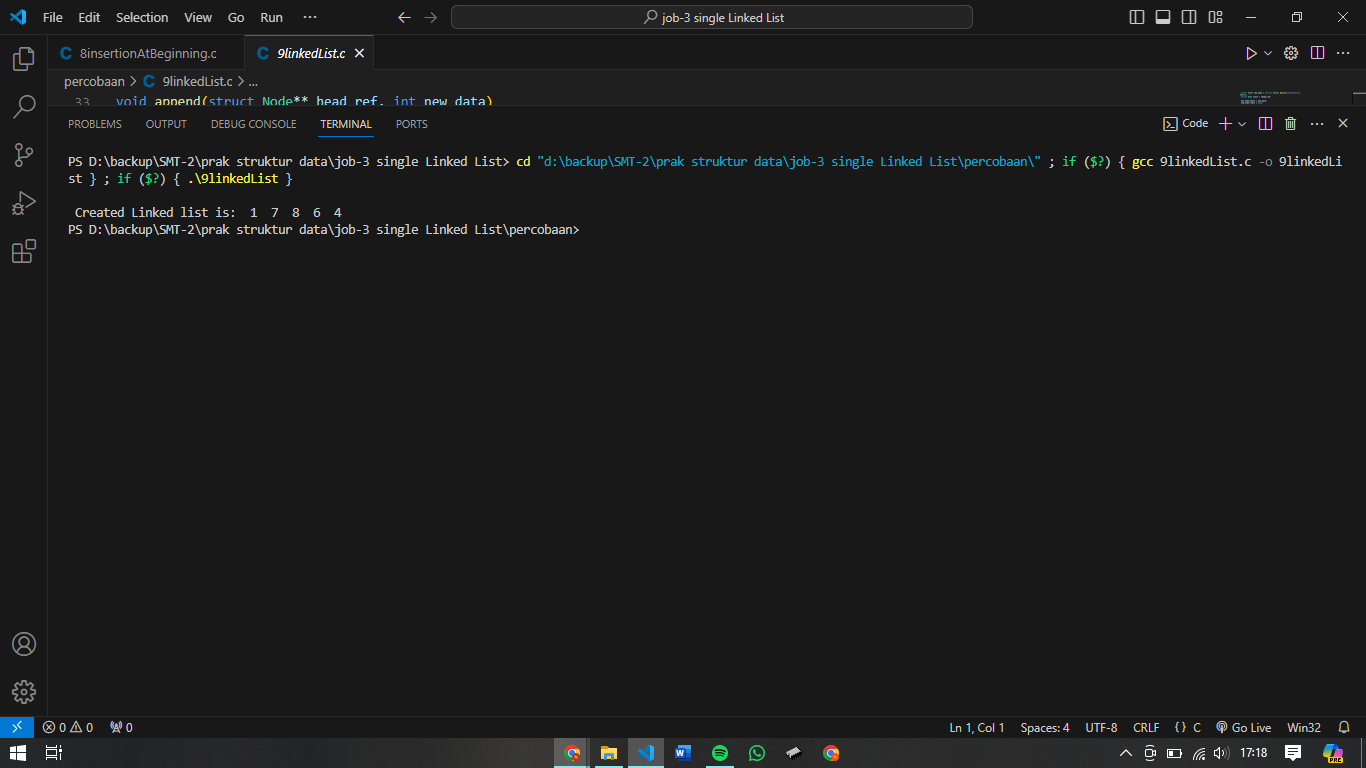 File Edit Selection View Go Run ···
job-3 single Linked List
8insertionAtBeginning.c
9linkedList.c
percobaan > C 9linkedList.c > ...
33 void append(struct Node** head_ref, int new_data)
PROBLEMS OUTPUT DEBUG CONSOLE TERMINAL PORTS
Code
PS D:\backup\SMT-2\prak struktur data\job-3 single Linked List> cd "d:\backup\SMT-2\prak struktur data\job-3 single Linked List\percobaan\" ; if ($?) { gcc 9linkedList.c -o 9linkedLi
st } ; if ($?) { .\9linkedList }
Created Linked list is:  1  7  8  6  4
PS D:\backup\SMT-2\prak struktur data\job-3 single Linked List\percobaan>
0 0 0
Ln 1, Col 1 Spaces: 4 UTF-8 CRLF {} C Go Live Win32
17:18
PRE